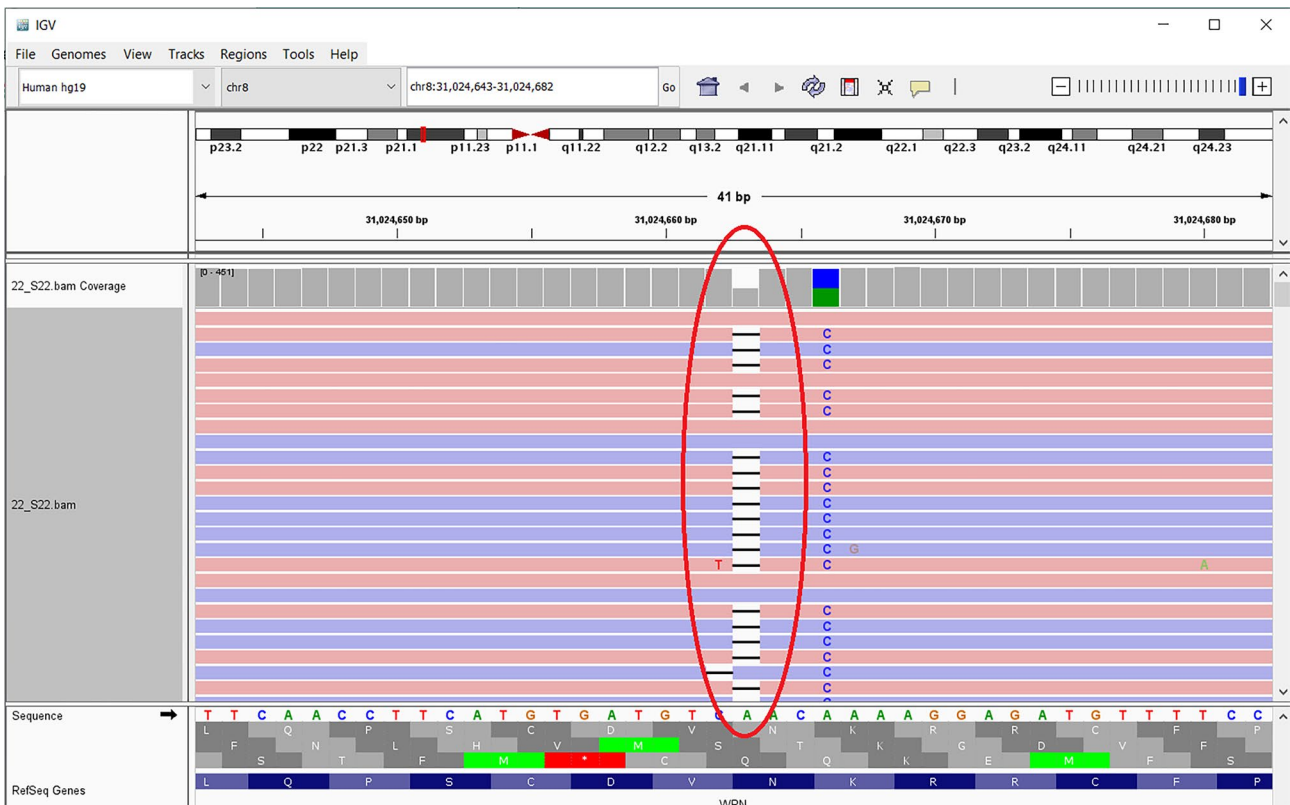 IGV
File Genomes View Tracks Regions Tools Help
Human hg19 chr8 chr8:31,024,643-31,024,682 Go
p23.2 p22 p21.3 p21.1 p11.23 p11.1 q11.22 q12.2 q13.2 q21.11 q21.2 q22.1 q22.3 q23.2 q24.11 q24.21 q24.23
41 bp
31,024,650 bp 31,024,660 bp 31,024,670 bp 31,024,680 bp
[0 - 451]
22_S22.bam Coverage
C
C
C
C
C
C
C
C
22_S22.bam C
C
C
C G
T C A
C
C
C
C
C
C
C
Sequence T T C A A C C T T C A T G T G A T G T C A A C A A A A G G A G A T G T T T T C C
L Q P S C D V N K R R C F P
F N L H V M S T K G D V F
S T F M * C Q Q K E M F S
RefSeq Genes L Q P S C D V N K R R C F P
WRN